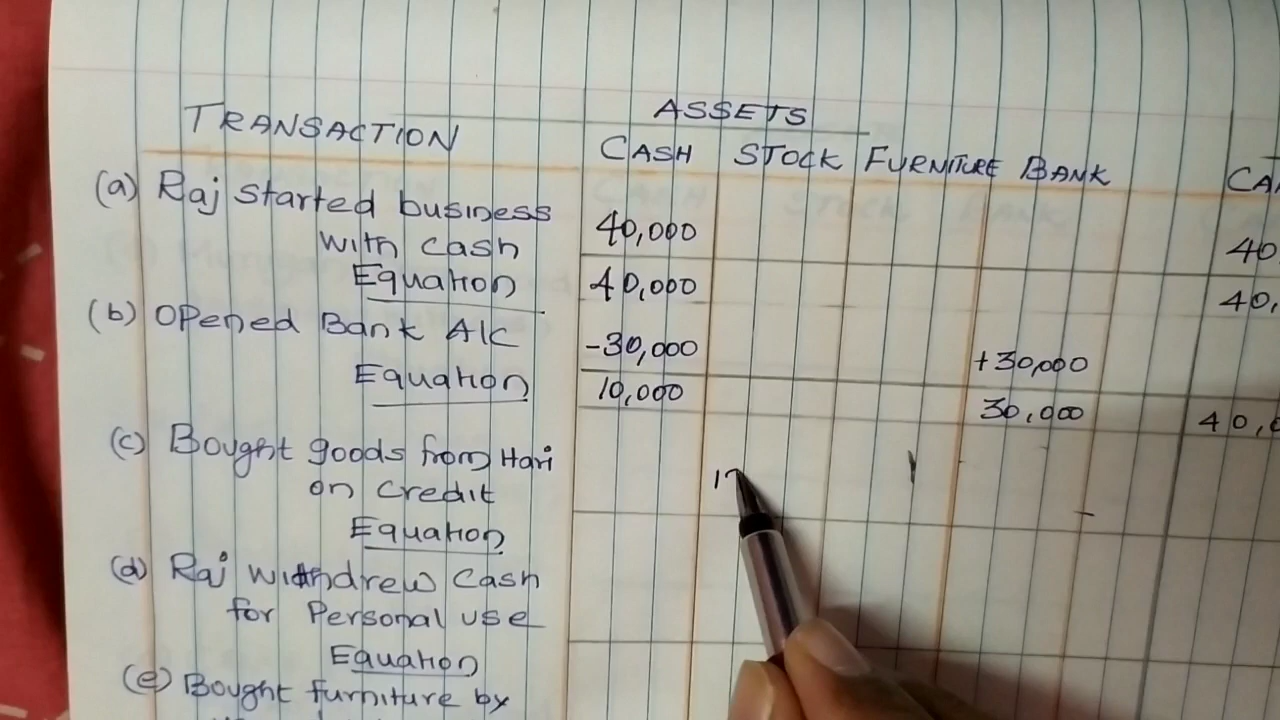 ASSETS
TRANSACTION CASH STOCK FURNITURE BANK
(a) Raj started business
with cash 40,000
Equation 40,000
(b) Opened Bank A/C -30,000 +30,000
Equation 10,000 30,000
(c) Bought goods from Hari
on credit
Equation
(d) Raj withdrew cash
for Personal use
Equation
(e) Bought furniture by